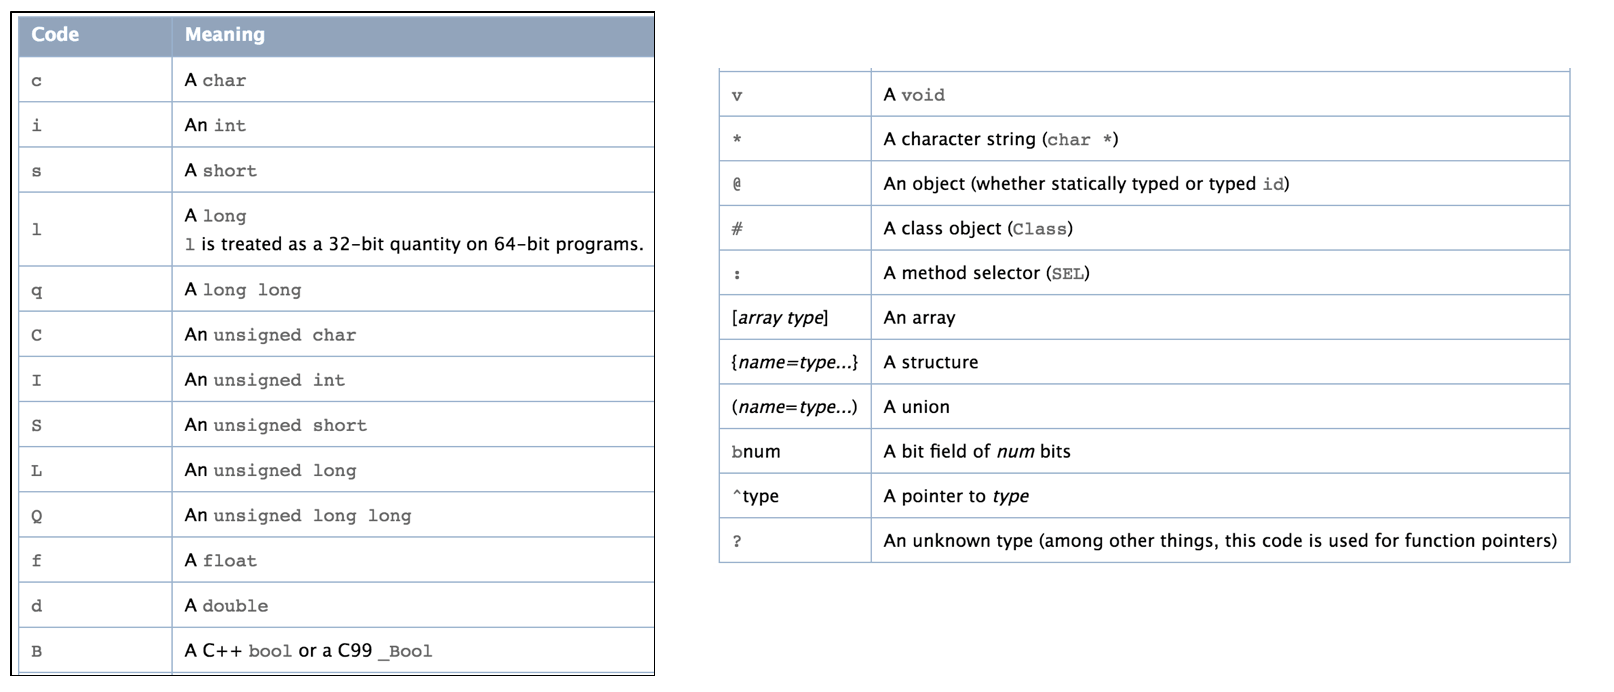 Code Meaning
c A char
i An int
s A short
l A long
l is treated as a 32-bit quantity on 64-bit programs.
q A long long
C An unsigned char
I An unsigned int
S An unsigned short
L An unsigned long
Q An unsigned long long
f A float
d A double
B A C++ bool or a C99 _Bool
v A void
* A character string (char *)
@ An object (whether statically typed or typed id)
# A class object (Class)
: A method selector (SEL)
[array type] An array
{name=type...} A structure
(name=type...) A union
bnum A bit field of num bits
^type A pointer to type
? An unknown type (among other things, this code is used for function pointers)